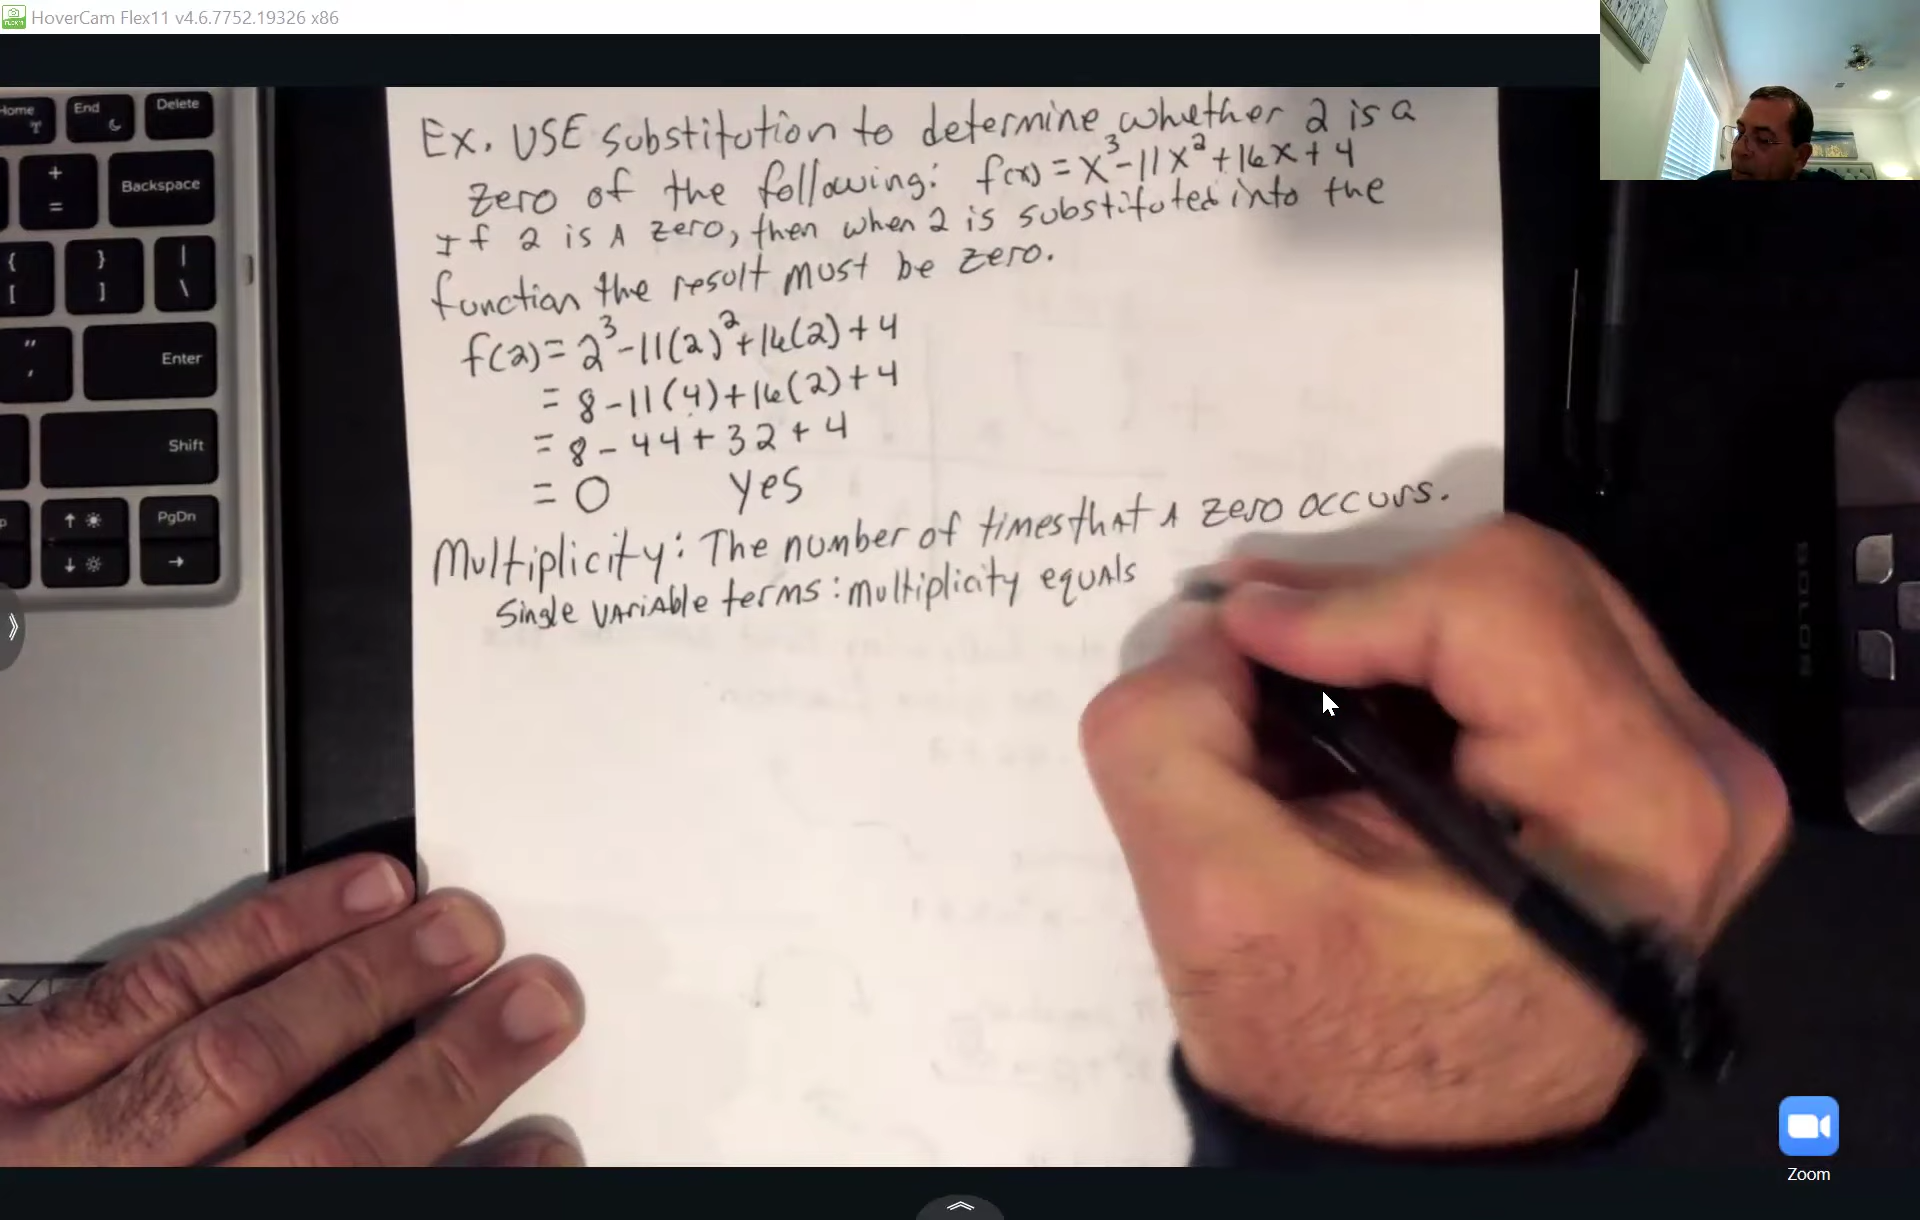 HoverCam Flex11 v4.6.7752.19326 x86
Home End Delete
+ = Backspace
{ [ } ] | \
" ' Enter
Shift
PgDn
Ex. USE substitution to determine whether 2 is a
zero of the following: f(x) = x³-11x²+16x+4
If 2 is A zero, then when 2 is substituted into the
function the result must be zero.
f(2) = 2³-11(2)²+16(2)+4
= 8-11(4)+16(2)+4
= 8-44+32+4
= 0 yes
Multiplicity: The number of times that A zero occurs.
Single variable terms: multiplicity equals
Zoom